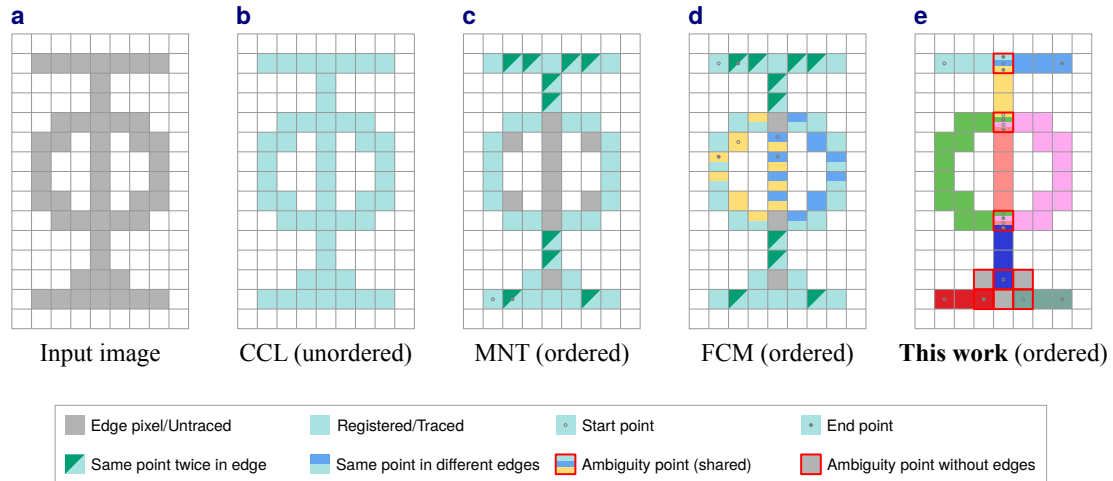 a b c d e
Input image CCL (unordered) MNT (ordered) FCM (ordered) This work (ordered)
Edge pixel/Untraced Registered/Traced Start point End point
Same point twice in edge Same point in different edges Ambiguity point (shared) Ambiguity point without edges